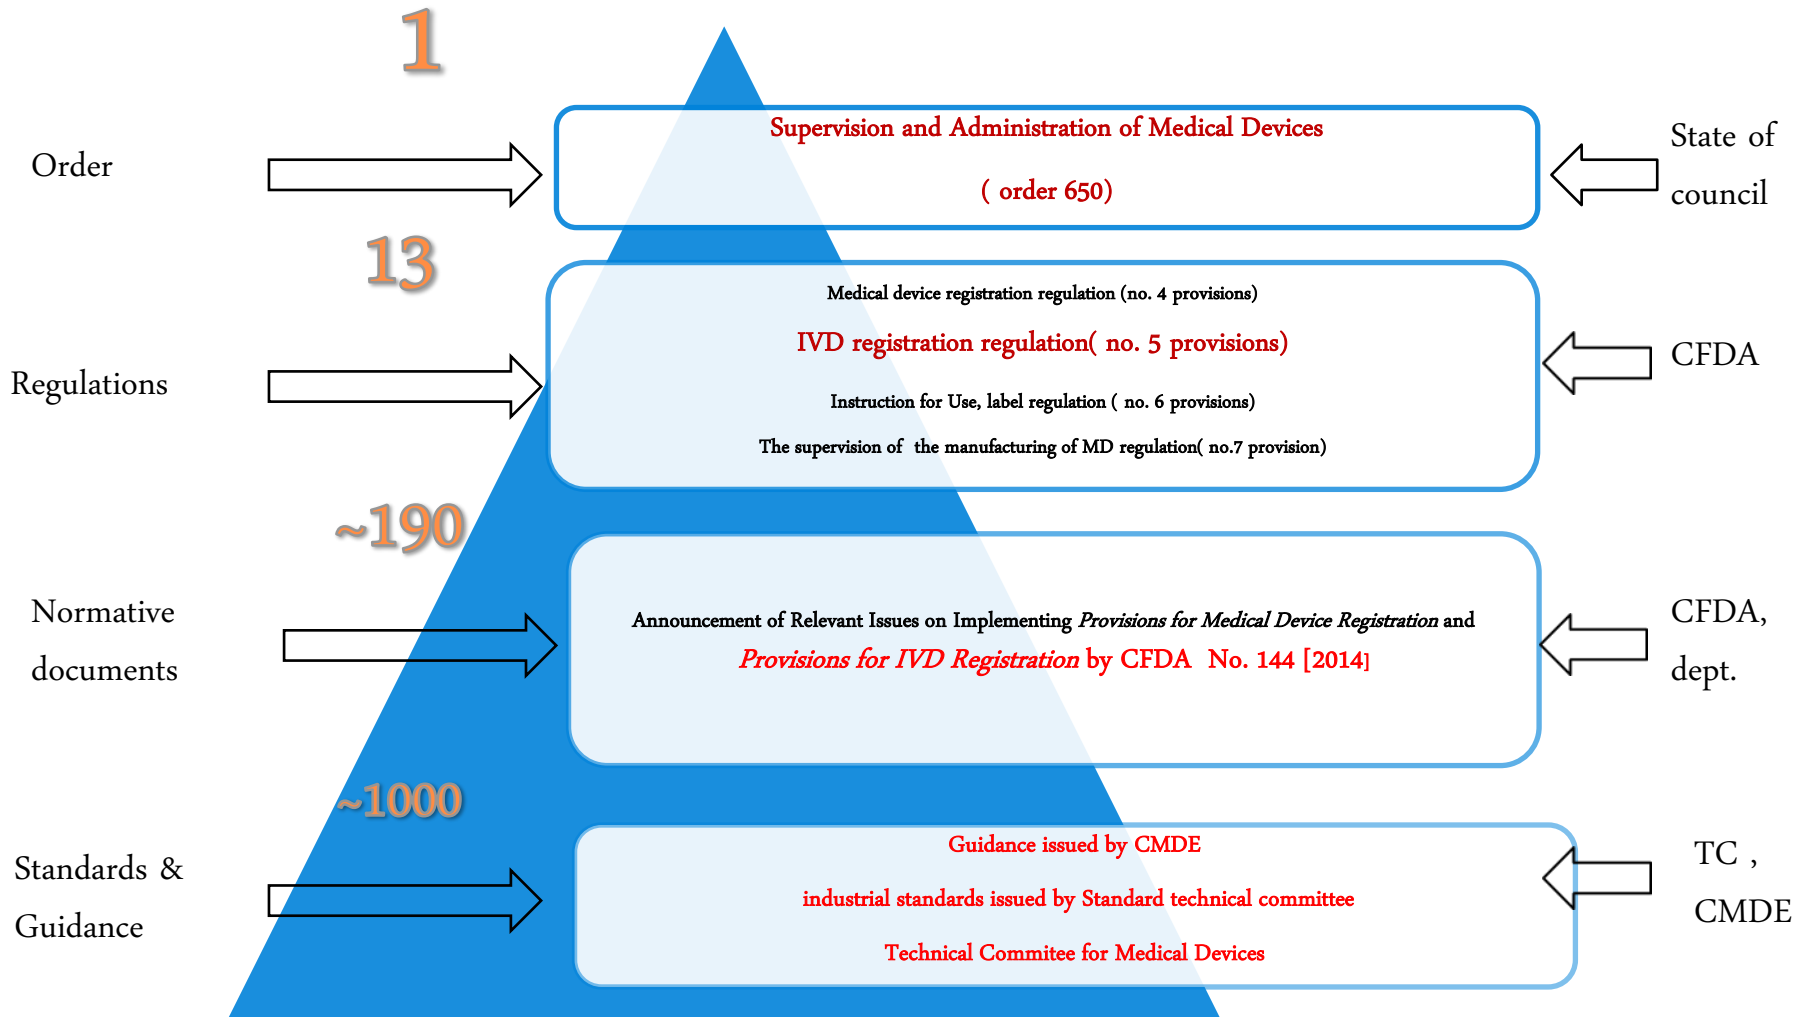 1
Supervision and Administration of Medical Devices
( order 650)
Order
State of
council
13
Medical device registration regulation (no. 4 provisions)
IVD registration regulation( no. 5 provisions)
Instruction for Use, label regulation ( no. 6 provisions)
The supervision of the manufacturing of MD regulation( no.7 provision)
Regulations
CFDA
~190
Normative
documents
Announcement of Relevant Issues on Implementing Provisions for Medical Device Registration and
Provisions for IVD Registration by CFDA No. 144 [2014]
CFDA,
dept.
~1000
Standards &
Guidance
Guidance issued by CMDE
industrial standards issued by Standard technical committee
Technical Commitee for Medical Devices
TC ,
CMDE